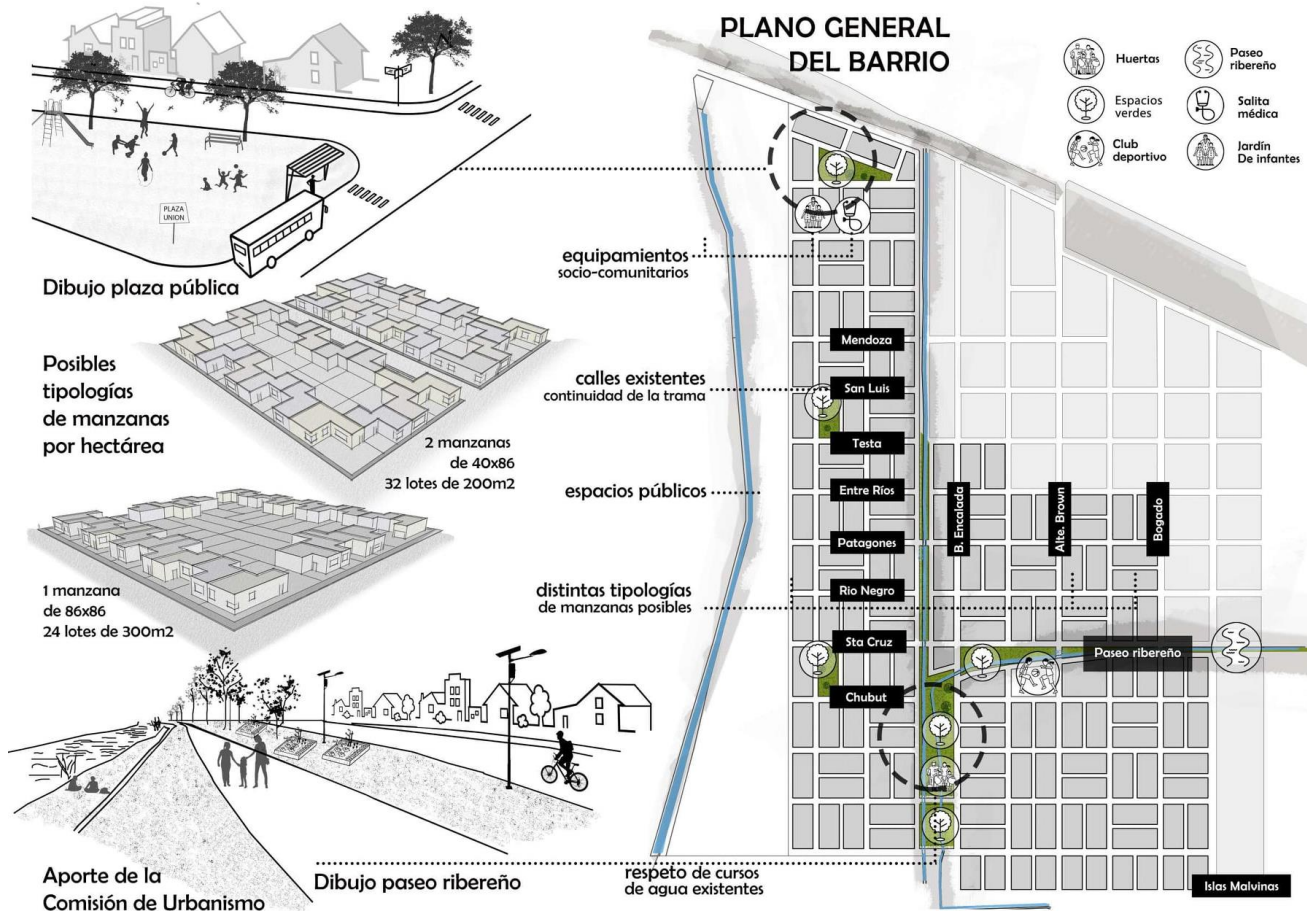 PLANO GENERAL
DEL BARRIO
Huertas
Paseo
ribereño
Espacios
verdes
Salita
médica
Club
deportivo
Jardín
De infantes
PLAZA
UNION
Dibujo plaza pública
equipamientos
socio-comunitarios
Posibles
tipologías
de manzanas
por hectárea
2 manzanas
de 40x86
32 lotes de 200m2
1 manzana
de 86x86
24 lotes de 300m2
calles existentes
continuidad de la trama
espacios públicos
distintas tipologías
de manzanas posibles
Mendoza
San Luis
Testa
Entre Ríos
Patagones
Rio Negro
Sta Cruz
Chubut
B. Encalada
Alte. Brown
Bogado
Paseo ribereño
Islas Malvinas
respeto de cursos
de agua existentes
Dibujo paseo ribereño
Aporte de la
Comisión de Urbanismo